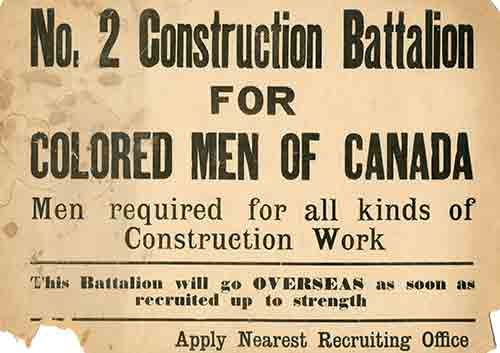 No. 2 Construction Battalion
FOR
COLORED MEN OF CANADA
Men required for all kinds of
Construction Work
This Battalion will go OVERSEAS as soon as
recruited up to strength
Apply Nearest Recruiting Office